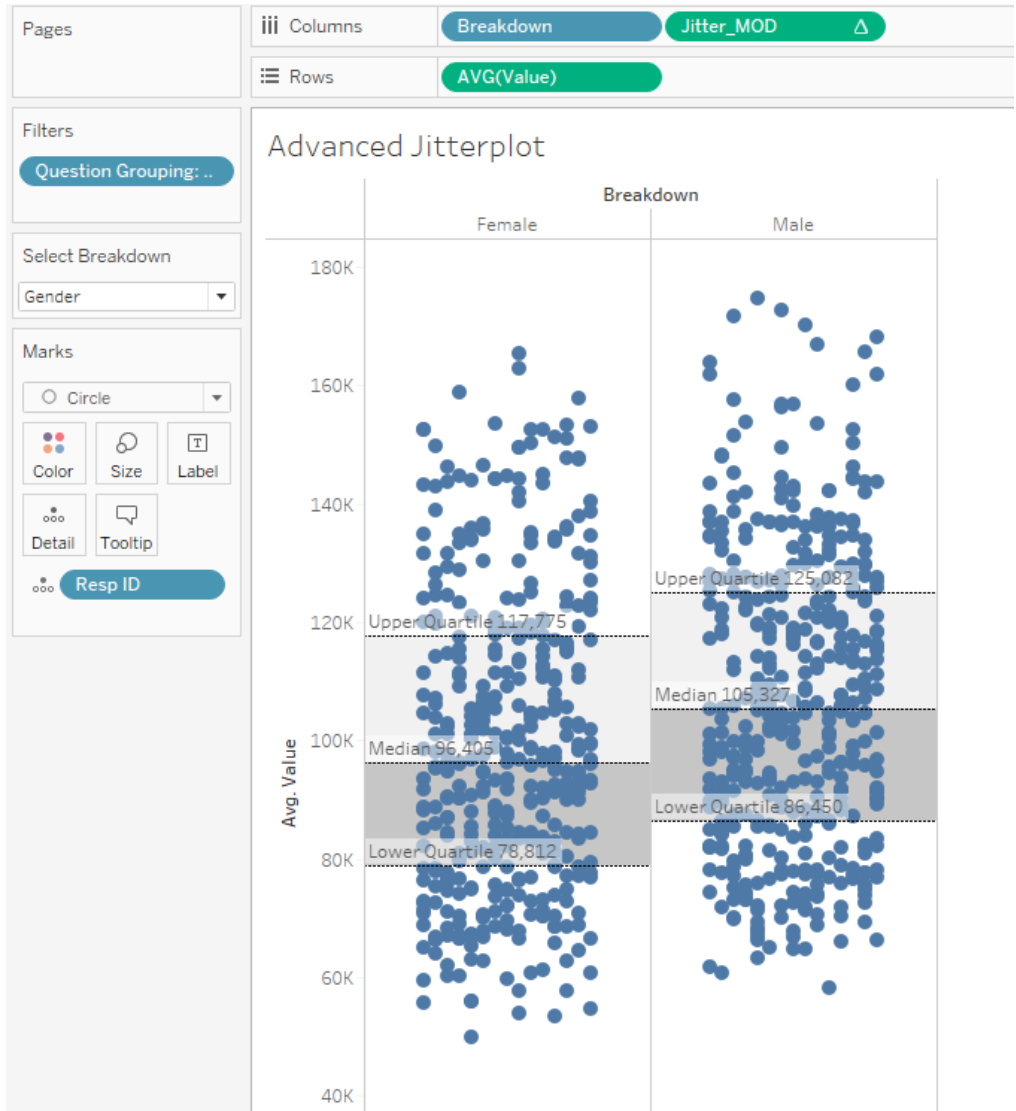 Pages
Columns Breakdown Jitter_MOD Δ
Rows AVG(Value)
Filters
Question Grouping: ..
Select Breakdown
Gender
Marks
Circle
Color Size Label
Detail Tooltip
Resp ID
Advanced Jitterplot
Breakdown
Female Male
180K
160K
140K
Upper Quartile 125,082
120K
Upper Quartile 117,775
Median 105,327
100K
Median 96,405
Lower Quartile 86,450
80K
Lower Quartile 78,812
60K
40K
Avg. Value